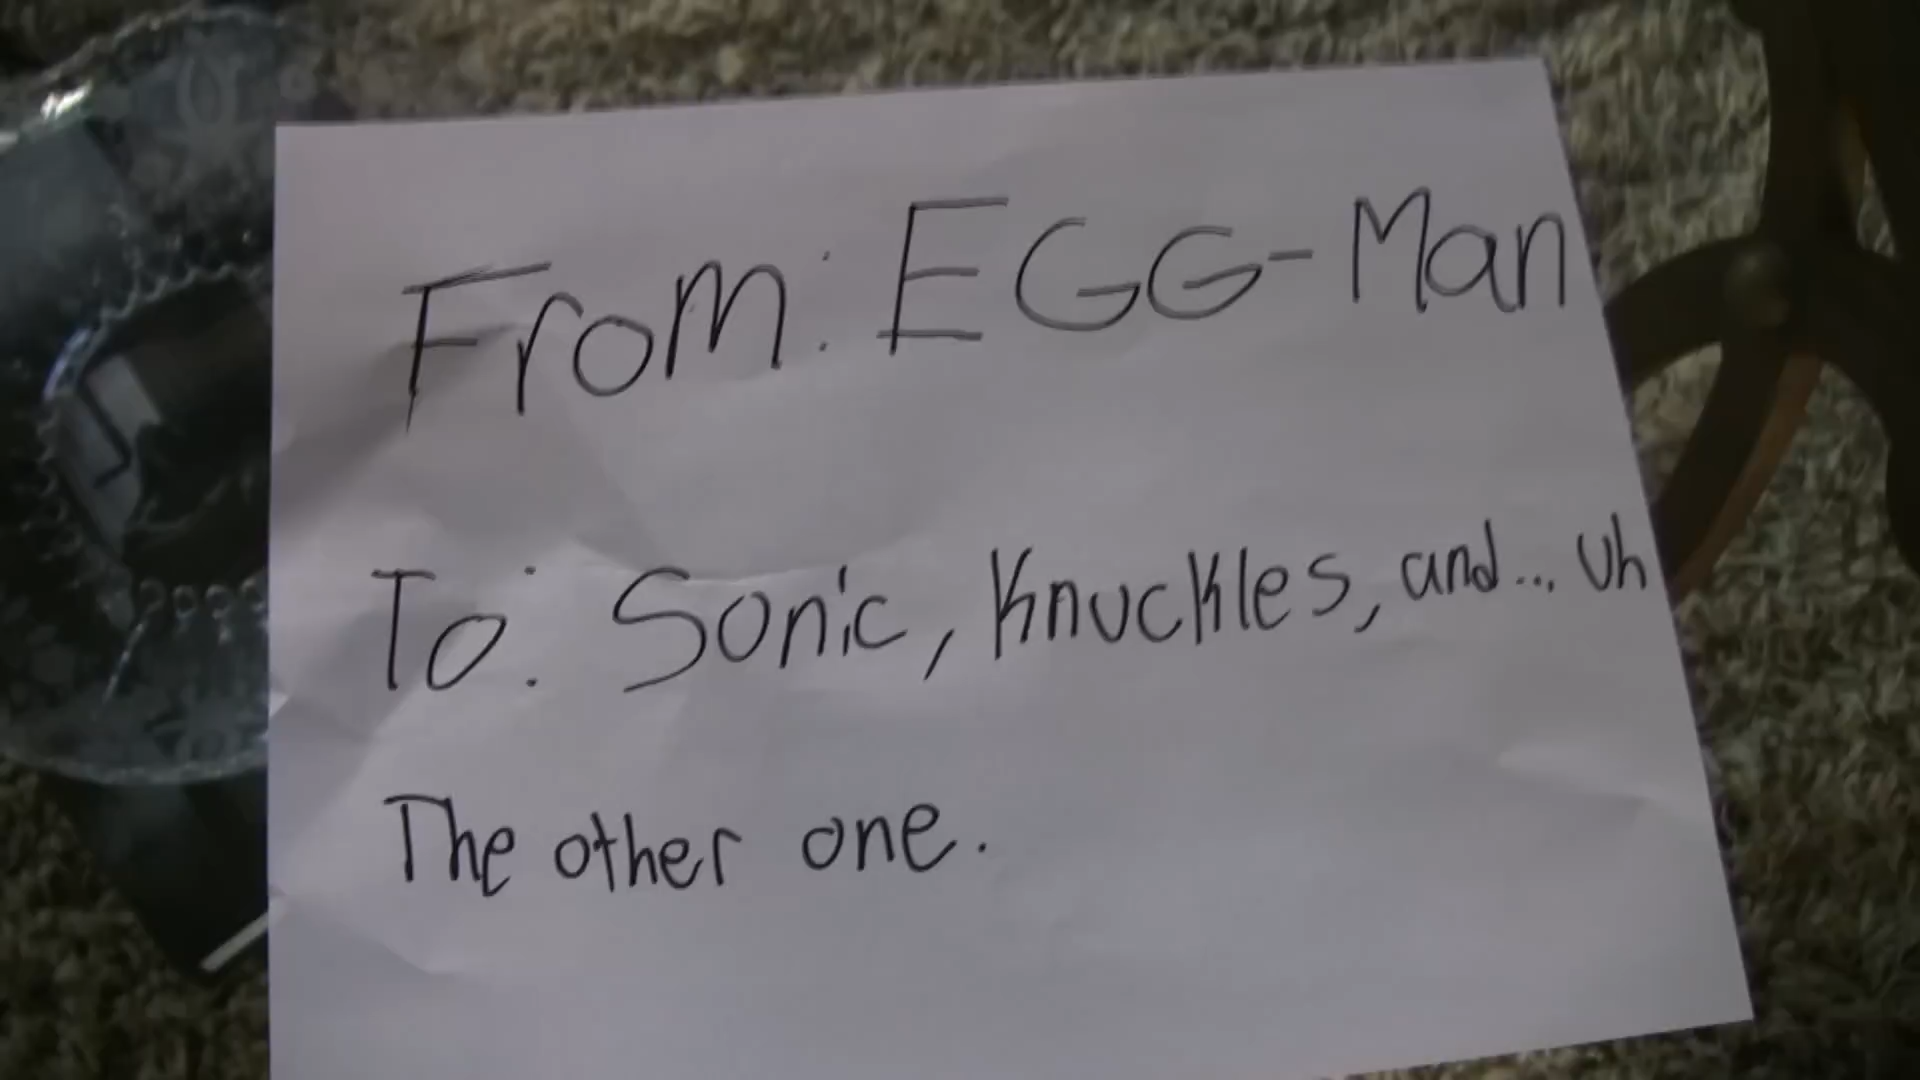 From: EGG-Man
To: Sonic, Knuckles, and... uh
The other one.